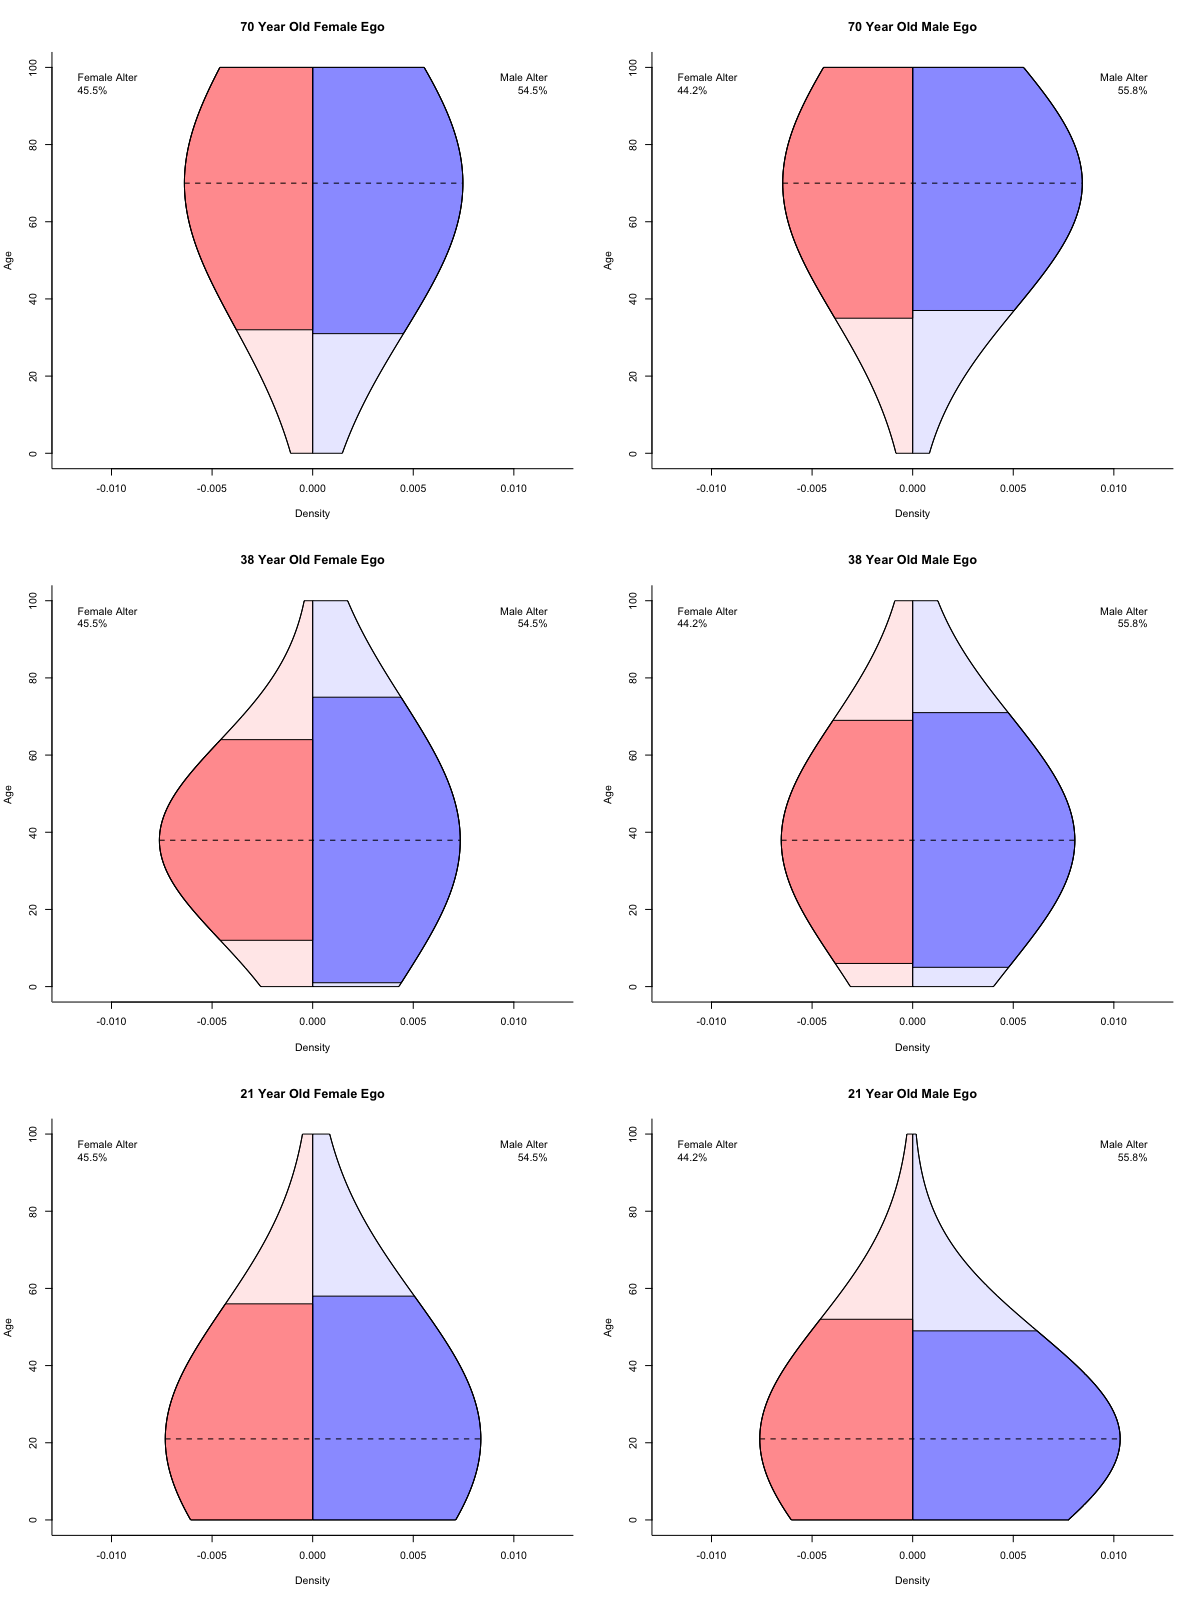 70 Year Old Female Ego
Female Alter
45.5%
Male Alter
54.5%
Age
0 20 40 60 80 100
-0.010 -0.005 0.000 0.005 0.010
Density
70 Year Old Male Ego
Female Alter
44.2%
Male Alter
55.8%
Age
0 20 40 60 80 100
-0.010 -0.005 0.000 0.005 0.010
Density
38 Year Old Female Ego
Female Alter
45.5%
Male Alter
54.5%
Age
0 20 40 60 80 100
-0.010 -0.005 0.000 0.005 0.010
Density
38 Year Old Male Ego
Female Alter
44.2%
Male Alter
55.8%
Age
0 20 40 60 80 100
-0.010 -0.005 0.000 0.005 0.010
Density
21 Year Old Female Ego
Female Alter
45.5%
Male Alter
54.5%
Age
0 20 40 60 80 100
-0.010 -0.005 0.000 0.005 0.010
Density
21 Year Old Male Ego
Female Alter
44.2%
Male Alter
55.8%
Age
0 20 40 60 80 100
-0.010 -0.005 0.000 0.005 0.010
Density